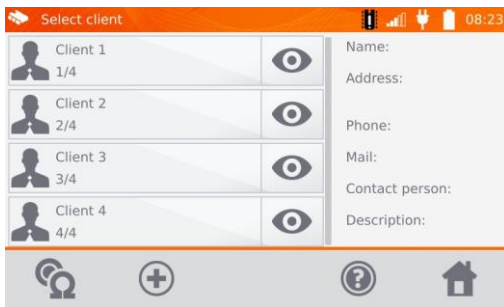 Select client
08:23
Client 1
1/4
Client 2
2/4
Client 3
3/4
Client 4
4/4
Name:
Address:
Phone:
Mail:
Contact person:
Description: